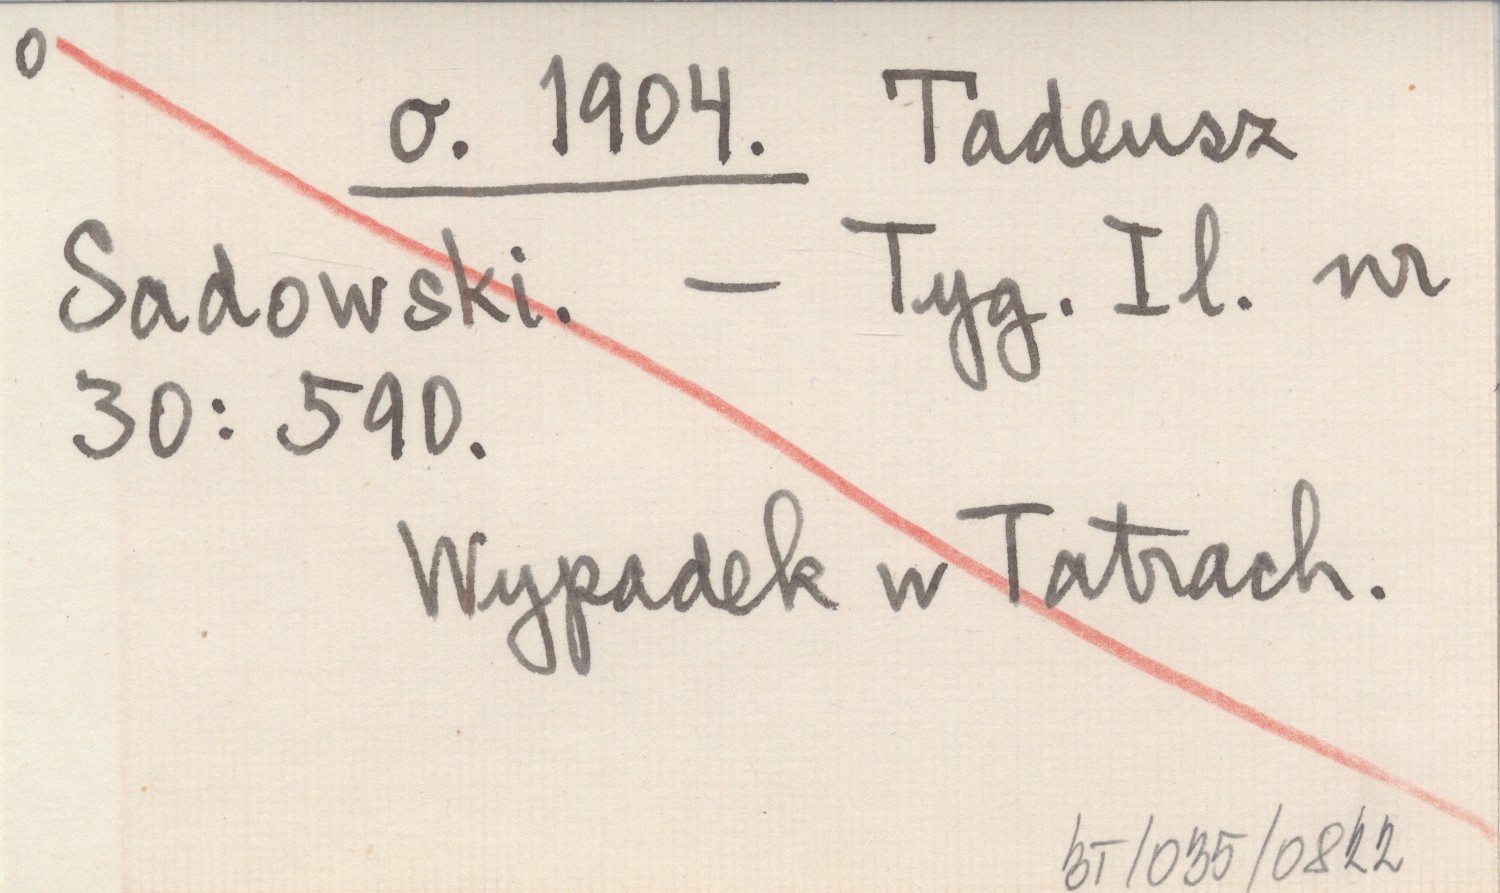 0
o. 1904. Tadeusz
Sadowski. — Tyg. Il. nr
30: 590.
Wypadek w Tatrach.
BT/035/0822